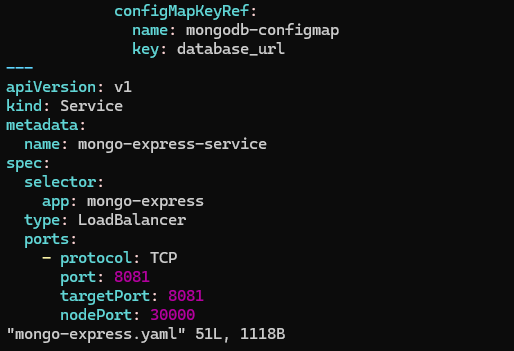 configMapKeyRef:
              name: mongodb-configmap
              key: database_url
---
apiVersion: v1
kind: Service
metadata:
  name: mongo-express-service
spec:
  selector:
    app: mongo-express
  type: LoadBalancer
  ports:
    - protocol: TCP
      port: 8081
      targetPort: 8081
      nodePort: 30000
"mongo-express.yaml" 51L, 1118B